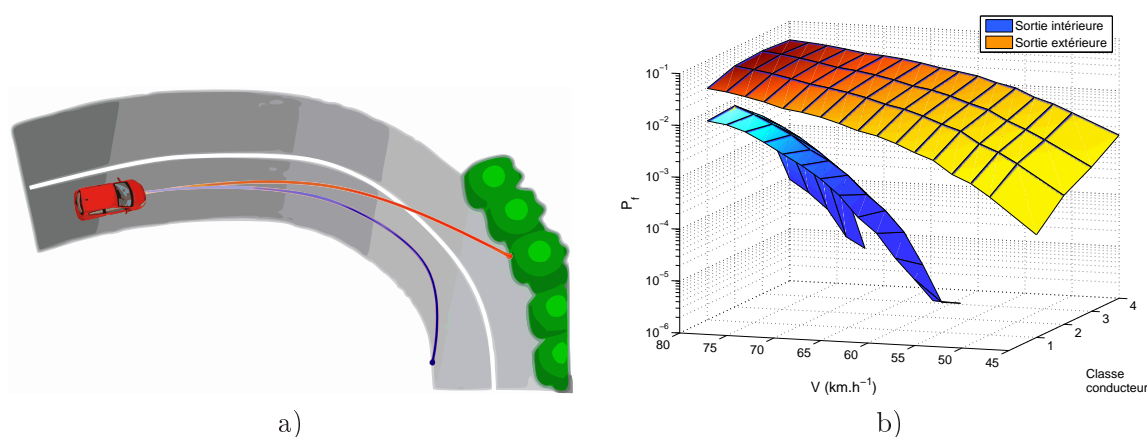 Sortie intérieure
Sortie extérieure
10⁻¹
10⁻²
10⁻³
10⁻⁴
10⁻⁵
10⁻⁶
P_f
80
75
70
65
60
55
50
45
V (km.h⁻¹)
1
2
3
4
Classe
conducteur
a)
b)